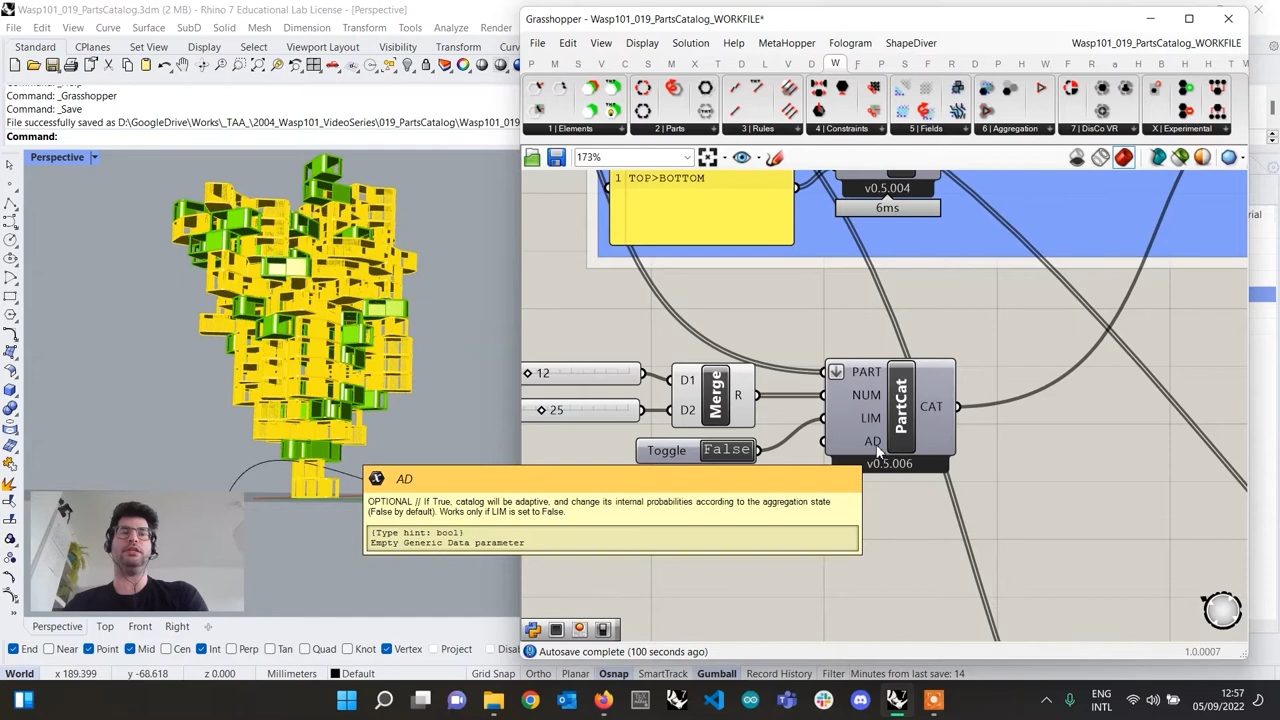 Wasp101_019_PartsCatalog.3dm (2 MB) - Rhino 7 Educational Lab License - [Perspective]
File Edit View Curve Surface SubD Solid Mesh Dimension Transform Tools Analyze Render
Standard CPlanes Set View Display Select Viewport Layout Visibility Transform
Command: _Grasshopper
Command: _Save
File successfully saved as D:\GoogleDrive\Works\_TAA_\2004_Wasp101_VideoSeries\019_PartsCatalog\Wasp101_019
Command:
Perspective
Grasshopper - Wasp101_019_PartsCatalog_WORKFILE*
File Edit View Display Solution Help MetaHopper Fologram ShapeDiver Wasp101_019_PartsCatalog_WORKFILE
P M S V C S M I T D W F P S F R a h
1 | Elements 2 | Parts 3 | Rules 4 | Constraints 5 | Fields 6 | Aggregation 7 | DisCo VR X | Experimental
173%
1 TOP>BOTTOM
v0.5.004
6ms
12
25
D1
D2
Merge
R
Toggle False
PART
NUM
LIM
AD
PartCat
CAT
v0.5.006
AD
OPTIONAL // If True, catalog will be adaptive, and change its internal probabilities according to the aggregation state
(False by default). Works only if LIM is set to False.
{Type hint: bool}
Empty Generic Data parameter
Autosave complete (100 seconds ago) 1.0.0007
Perspective Top Front Right
End Near Point Mid Cen Int Perp Tan Quad Knot Vertex Project Disab
World x 189.399 y -68.618 z 0.000 Millimeters Default Grid Snap Ortho Planar Osnap SmartTrack Gumball Record History Filter Minutes from last save: 14
ENG
INTL
12:57
05/09/2022